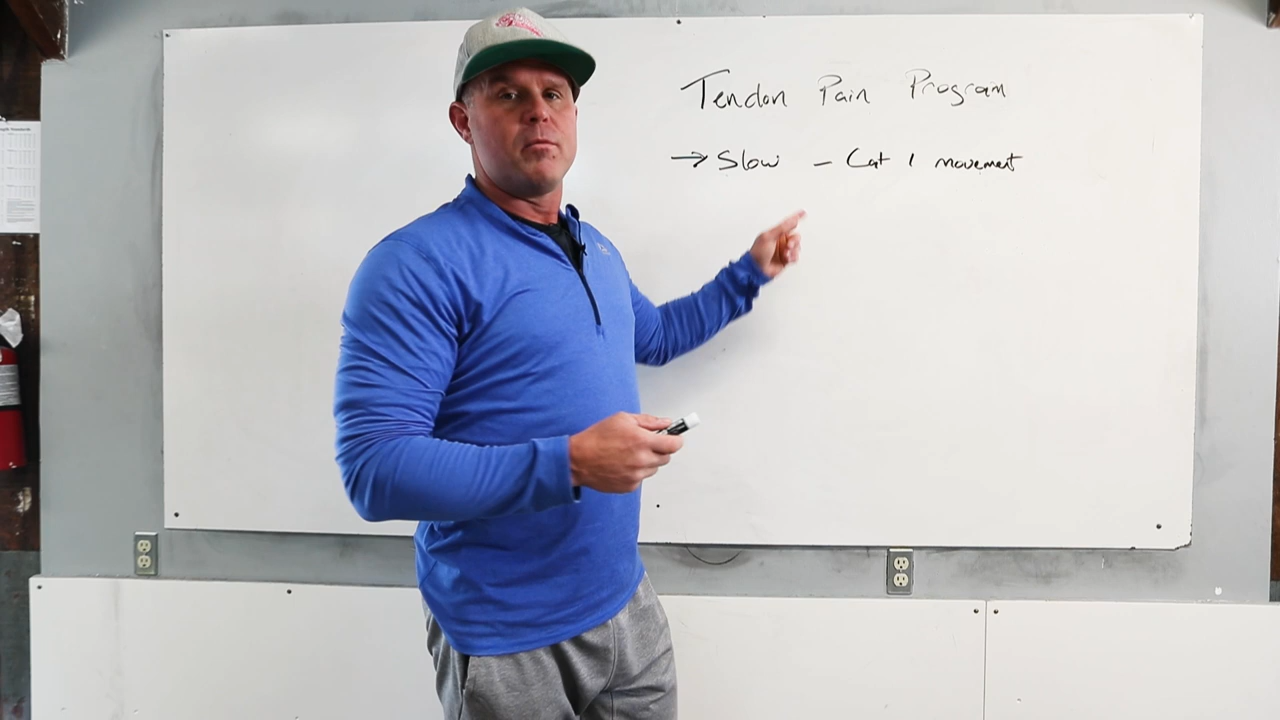 Tendon Pain Program
→ Slow – Cat 1 movement